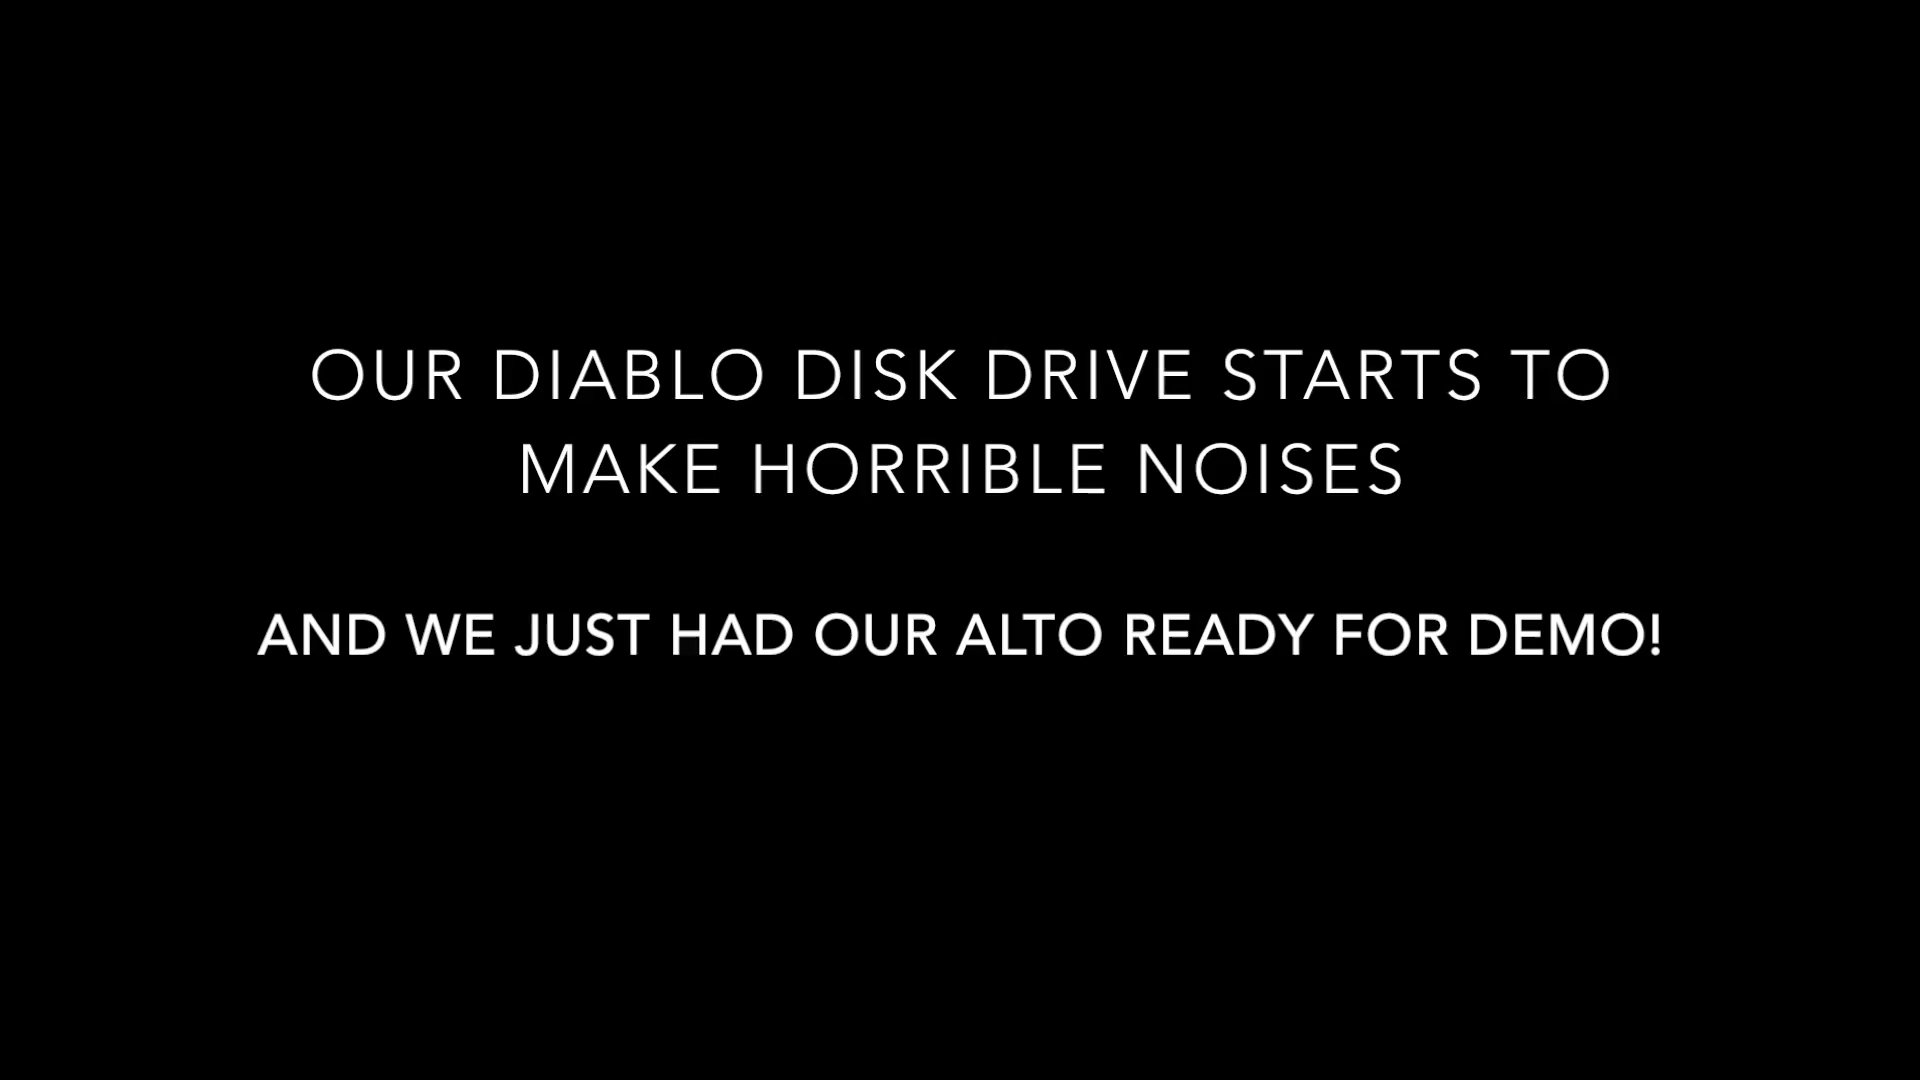 OUR DIABLO DISK DRIVE STARTS TO
MAKE HORRIBLE NOISES
AND WE JUST HAD OUR ALTO READY FOR DEMO!